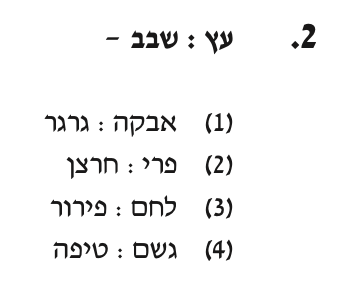 2. עץ : שבב –
(1) אבקה : גרגר
(2) פרי : חרצן
(3) לחם : פירור
(4) גשם : טיפה